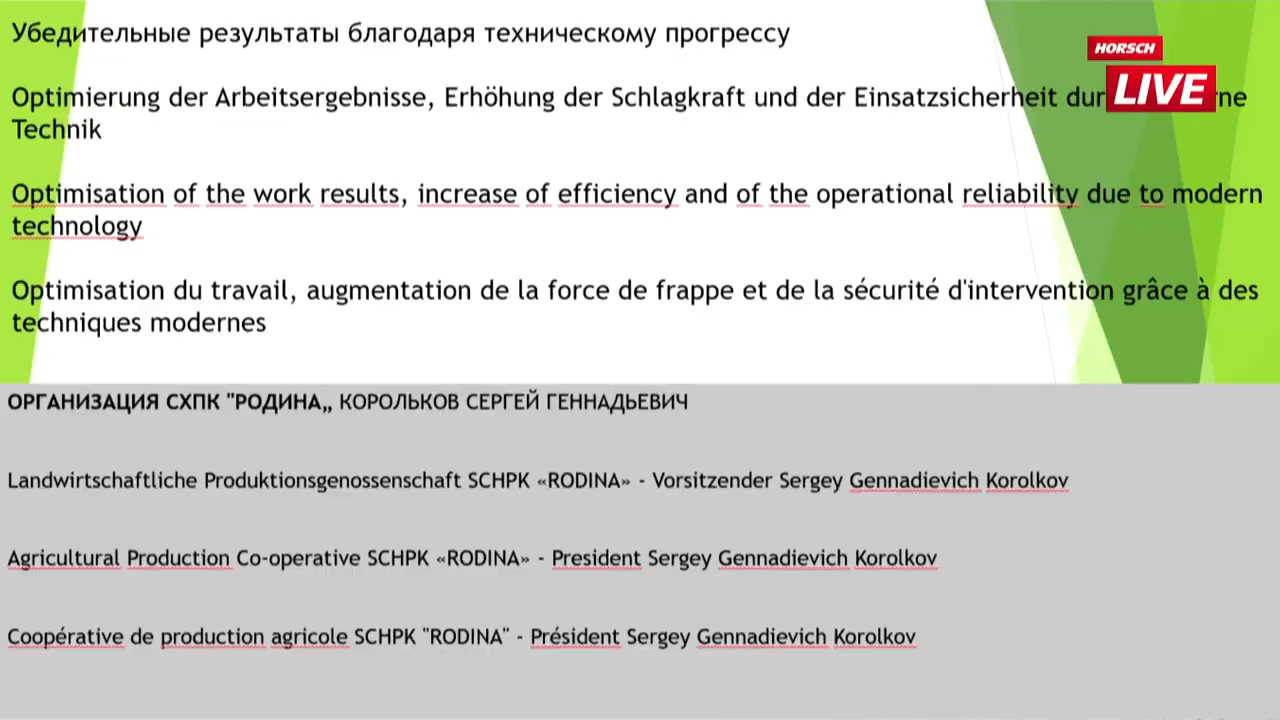 Убедительные результаты благодаря техническому прогрессу
HORSCH
LIVE
Optimierung der Arbeitsergebnisse, Erhöhung der Schlagkraft und der Einsatzsicherheit dur
Technik
Optimisation of the work results, increase of efficiency and of the operational reliability due to modern
technology
Optimisation du travail, augmentation de la force de frappe et de la sécurité d'intervention grâce à des
techniques modernes
ОРГАНИЗАЦИЯ СХПК "РОДИНА„ КОРОЛЬКОВ СЕРГЕЙ ГЕННАДЬЕВИЧ
Landwirtschaftliche Produktionsgenossenschaft SCHPK «RODINA» - Vorsitzender Sergey Gennadievich Korolkov
Agricultural Production Co-operative SCHPK «RODINA» - President Sergey Gennadievich Korolkov
Coopérative de production agricole SCHPK "RODINA" - Président Sergey Gennadievich Korolkov